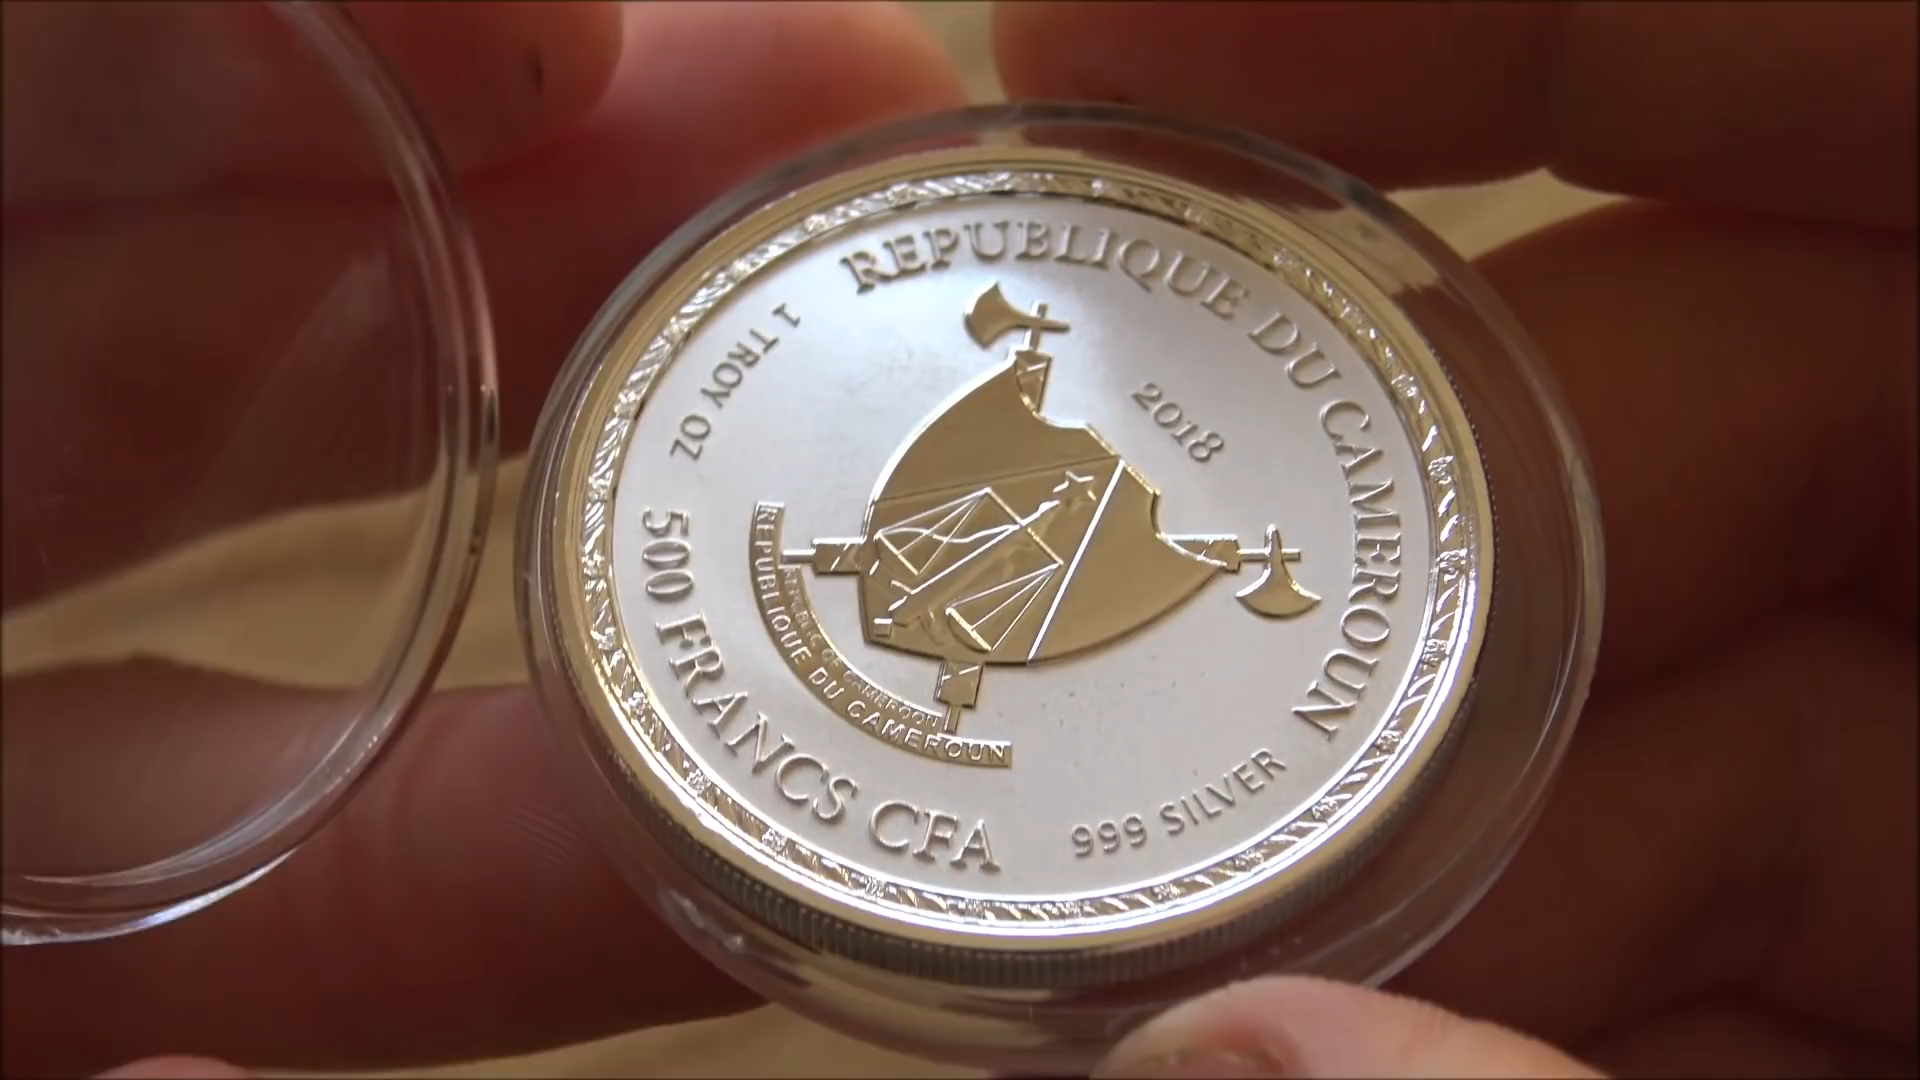 REPUBLIQUE DU CAMEROUN
2018
1 TROY OZ
REPUBLIC OF CAMEROON
REPUBLIQUE DU CAMEROUN
500 FRANCS CFA
999 SILVER